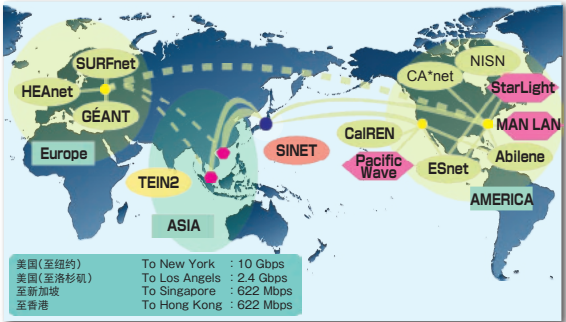 SURFnet
HEAnet
GÉANT
Europe
TEIN2
ASIA
SINET
CA*net
NISN
StarLight
CalREN
MAN LAN
Pacific
Wave
ESnet
Abilene
AMERICA
美国(至纽约) To New York : 10 Gbps
美国(至洛杉矶) To Los Angels : 2.4 Gbps
至新加坡 To Singapore : 622 Mbps
至香港 To Hong Kong : 622 Mbps